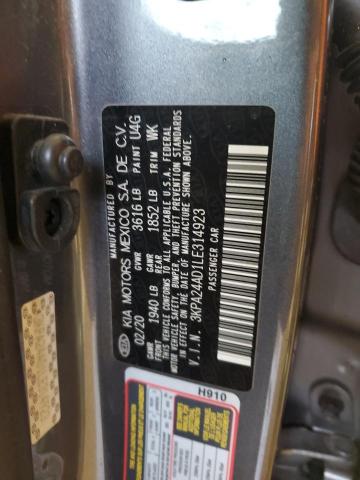 KIA MANUFACTURED BY
KIA MOTORS MEXICO S.A. DE C.V.
02/20 GVWR 3616 LB PAINT U4G
GAWR FRONT 1940 LB GAWR REAR 1852 LB TRIM WK
THIS VEHICLE CONFORMS TO ALL APPLICABLE U.S.A. FEDERAL
MOTOR VEHICLE SAFETY, BUMPER, AND THEFT PREVENTION STANDARDS
IN EFFECT ON THE DATE OF MANUFACTURE SHOWN ABOVE.
V.I.N. 3KPA24AD1LE314923
PASSENGER CAR
H910